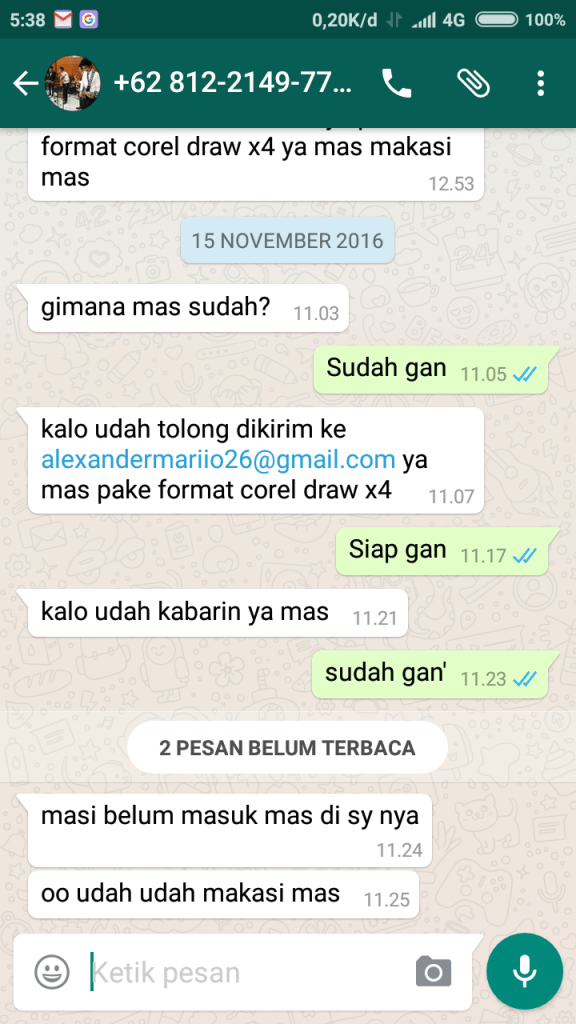 5:38
0,20K/d
4G
100%
+62 812-2149-77...
format corel draw x4 ya mas makasi
mas
12.53
15 NOVEMBER 2016
24
gimana mas sudah? 11.03
Sudah gan 11.05
kalo udah tolong dikirim ke
alexandermariio26@gmail.com ya
mas pake format corel draw x4 11.07
Siap gan 11.17
kalo udah kabarin ya mas 11.21
sudah gan' 11.23
2 PESAN BELUM TERBACA
masi belum masuk mas di sy nya
11.24
oo udah udah makasi mas 11.25
Ketik pesan